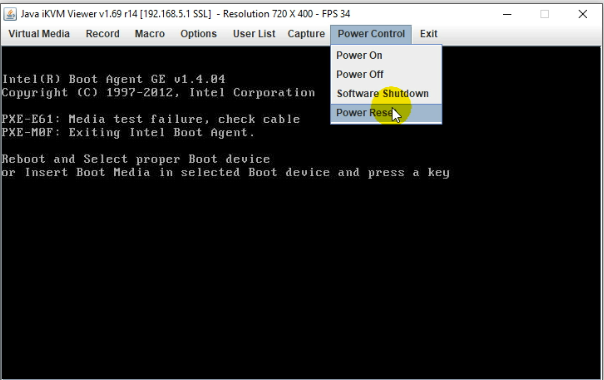 Java iKVM Viewer v1.69 r14 [192.168.5.1 SSL]  - Resolution 720 X 400 - FPS 34
Virtual Media Record Macro Options User List Capture Power Control Exit
Power On
Power Off
Software Shutdown
Power Reset
Intel(R) Boot Agent GE v1.4.04
Copyright (C) 1997-2012, Intel Corporation
PXE-E61: Media test failure, check cable
PXE-M0F: Exiting Intel Boot Agent.
Reboot and Select proper Boot device
or Insert Boot Media in selected Boot device and press a key